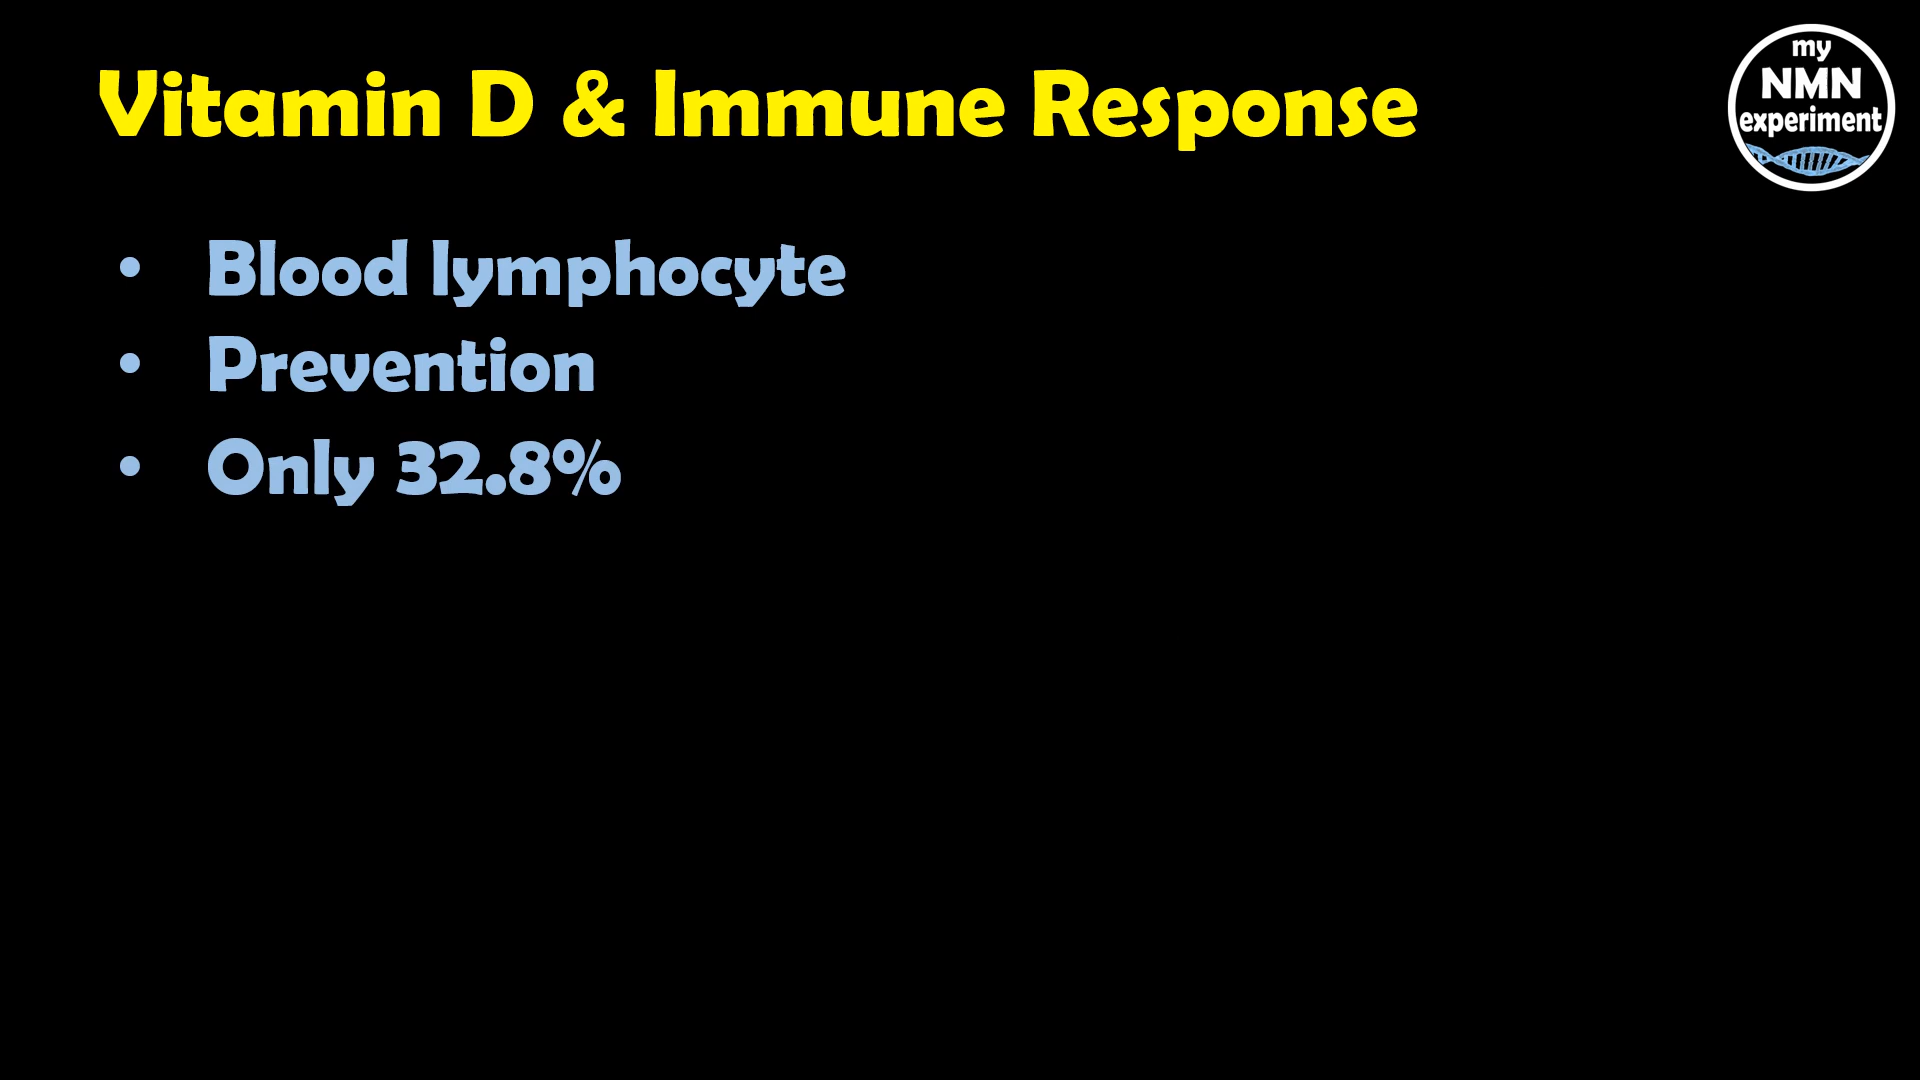 Vitamin D & Immune Response
my
NMN
experiment
• Blood lymphocyte
• Prevention
• Only 32.8%